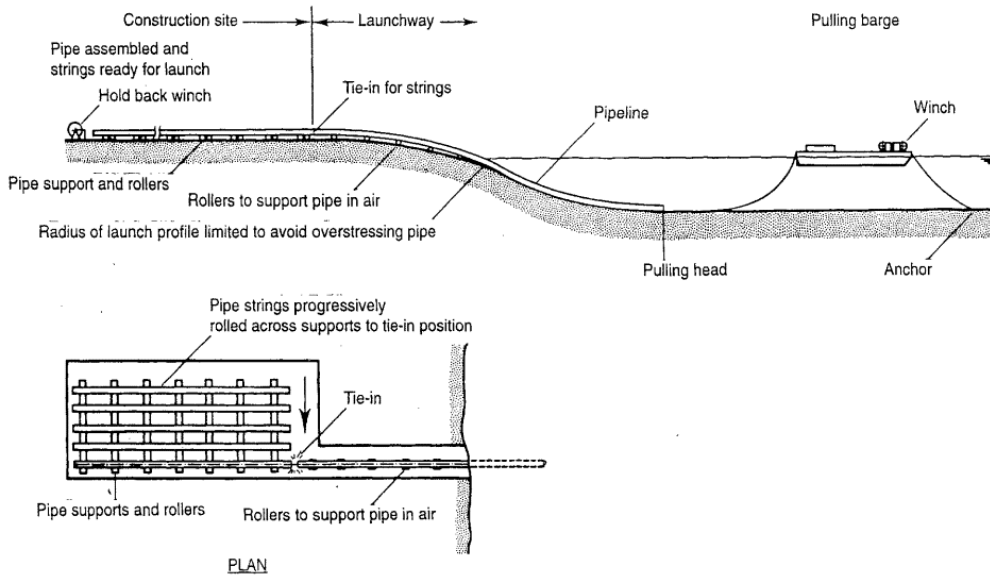 Construction site
Launchway
Pulling barge
Pipe assembled and
strings ready for launch
Hold back winch
Tie-in for strings
Pipeline
Winch
Pipe support and rollers
Rollers to support pipe in air
Radius of launch profile limited to avoid overstressing pipe
Pulling head
Anchor
Pipe strings progressively
rolled across supports to tie-in position
Tie-in
Pipe supports and rollers
Rollers to support pipe in air
PLAN